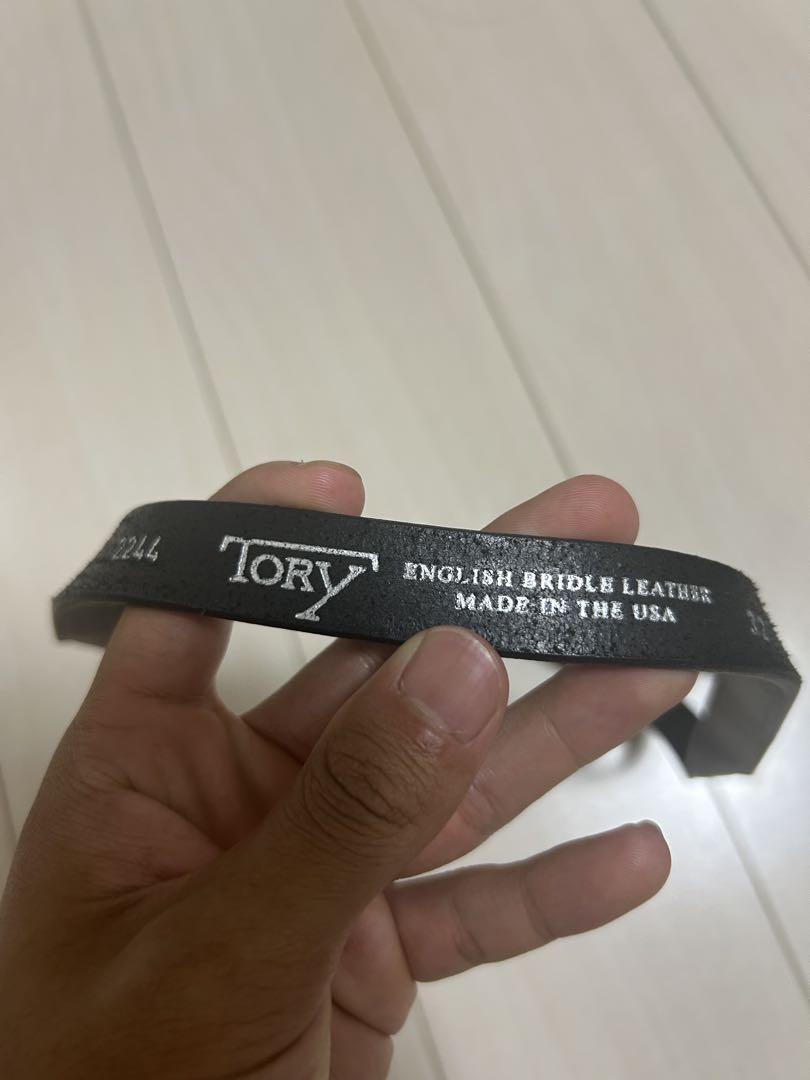 2244
TORY
ENGLISH BRIDLE LEATHER
MADE IN THE USA